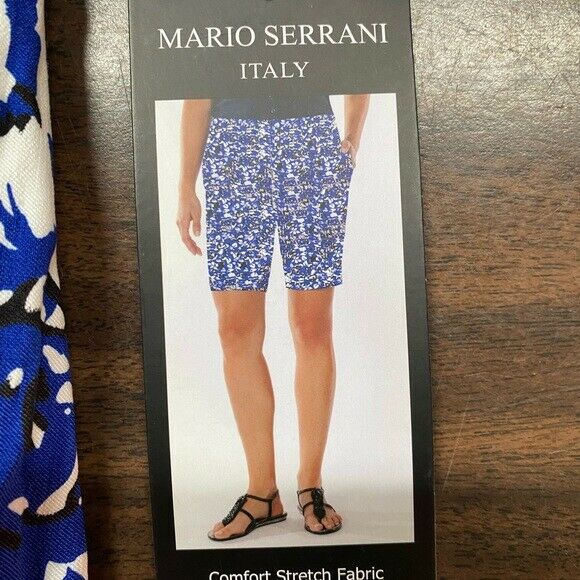 MARIO SERRANI
ITALY
Comfort Stretch Fabric